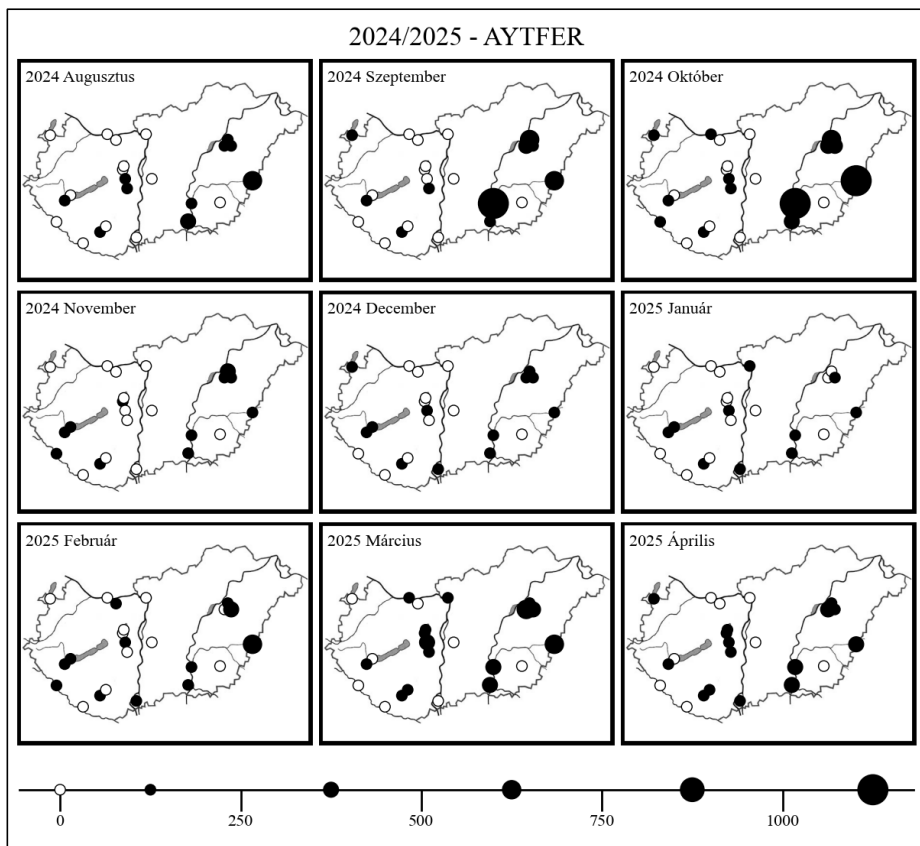 2024/2025 - AYTFER
2024 Augusztus
2024 Szeptember
2024 Október
2024 November
2024 December
2025 Január
2025 Február
2025 Március
2025 Április
0 250 500 750 1000